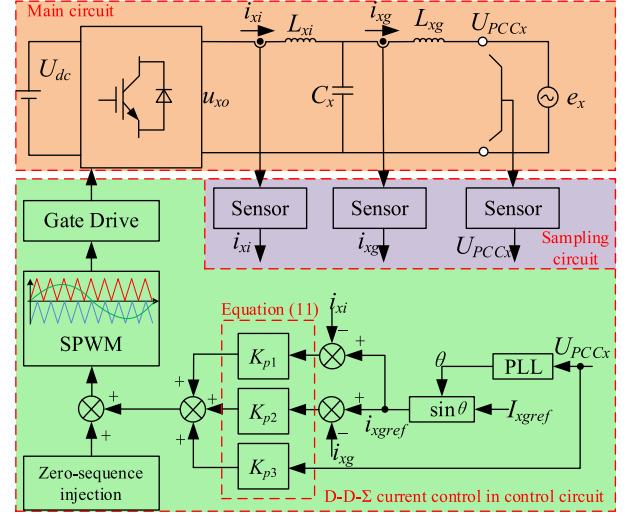 Main circuit
i_xi
L_xi
i_xg
L_xg
U_PCCx
U_dc
u_xo
C_x
e_x
Gate Drive
Sensor
Sensor
Sensor
i_xi
i_xg
U_PCCx
Sampling
circuit
SPWM
Equation (11)
i_xi
−
K_p1
+
+
K_p2
+
+
i_xgref
−
i_xg
K_p3
+
+
+
θ
PLL
U_PCCx
sinθ
I_xgref
Zero-sequence
injection
D-D-Σ current control in control circuit